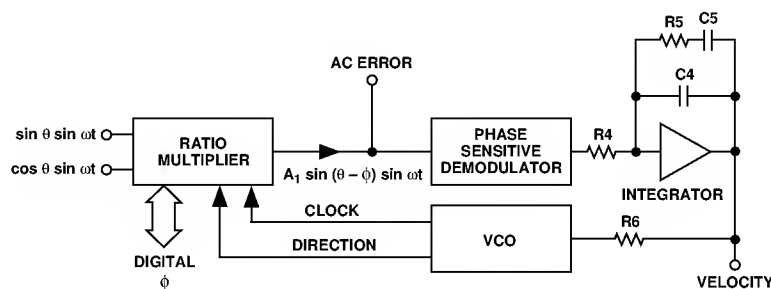 R5
C5
C4
AC ERROR
sin θ sin ωt
cos θ sin ωt
RATIO
MULTIPLIER
A1 sin (θ – ϕ) sin ωt
PHASE
SENSITIVE
DEMODULATOR
R4
INTEGRATOR
CLOCK
DIRECTION
VCO
R6
DIGITAL
ϕ
VELOCITY